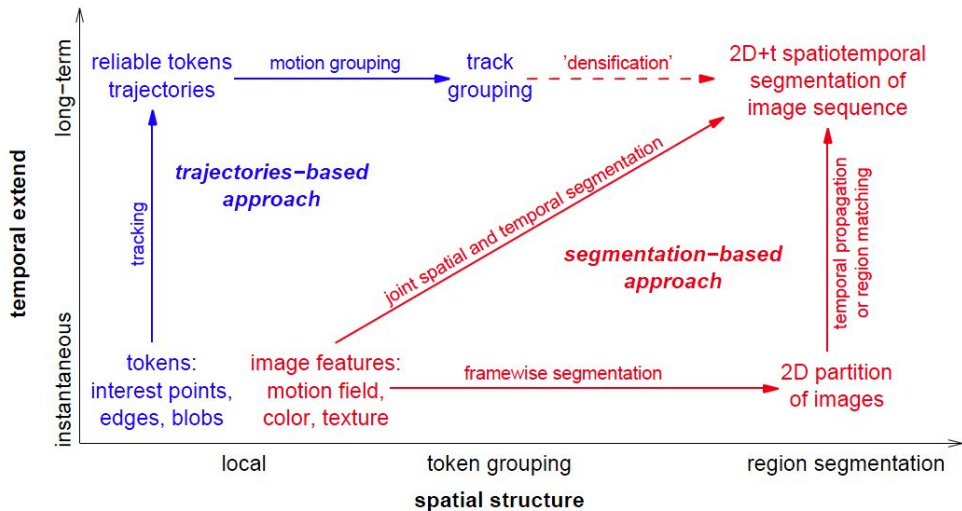 reliable tokens
trajectories
motion grouping
track
grouping
'densification'
2D+t spatiotemporal
segmentation of
image sequence
long−term
temporal extend
instantaneous
trajectories−based
approach
tracking
joint spatial and temporal segmentation
segmentation−based
approach
temporal propagation
or region matching
tokens:
interest points,
edges, blobs
image features:
motion field,
color, texture
framewise segmentation
2D partition
of images
local
token grouping
region segmentation
spatial structure